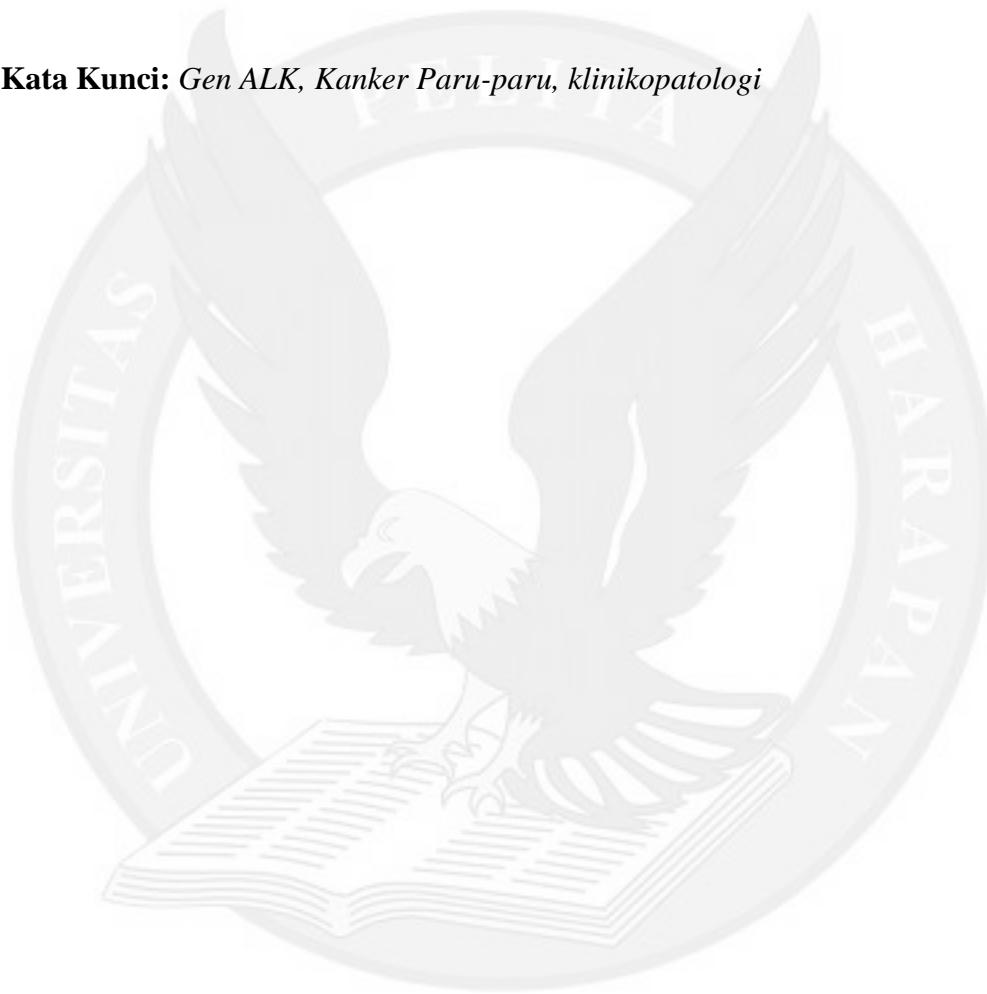 Kata Kunci: Gen ALK, Kanker Paru-paru, klinikopatologi
UNIVERSITAS
PELITA
HARAPAN